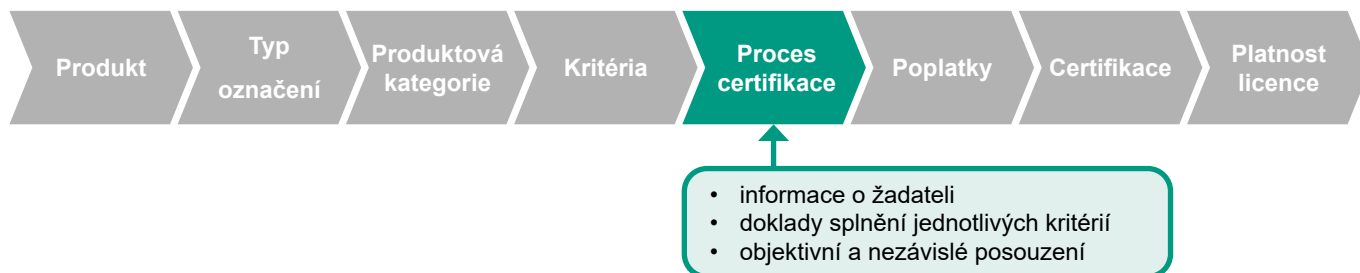 Produkt
Typ
označení
Produktová
kategorie
Kritéria
Proces
certifikace
Poplatky
Certifikace
Platnost
licence
• informace o žadateli
• doklady splnění jednotlivých kritérií
• objektivní a nezávislé posouzení